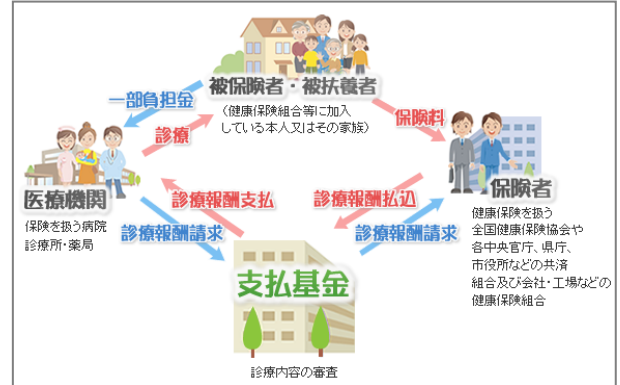 被保険者・被扶養者
(健康保険組合等に加入
している本人又はその家族)
一部負担金
診療
保険料
医療機関
保険を扱う病院
診療所・薬局
保険者
健康保険を扱う
全国健康保険協会や
各中央官庁、県庁、
市役所などの共済
組合及び会社・工場などの
健康保険組合
診療報酬支払
診療報酬払込
診療報酬請求
診療報酬請求
支払基金
診療内容の審査